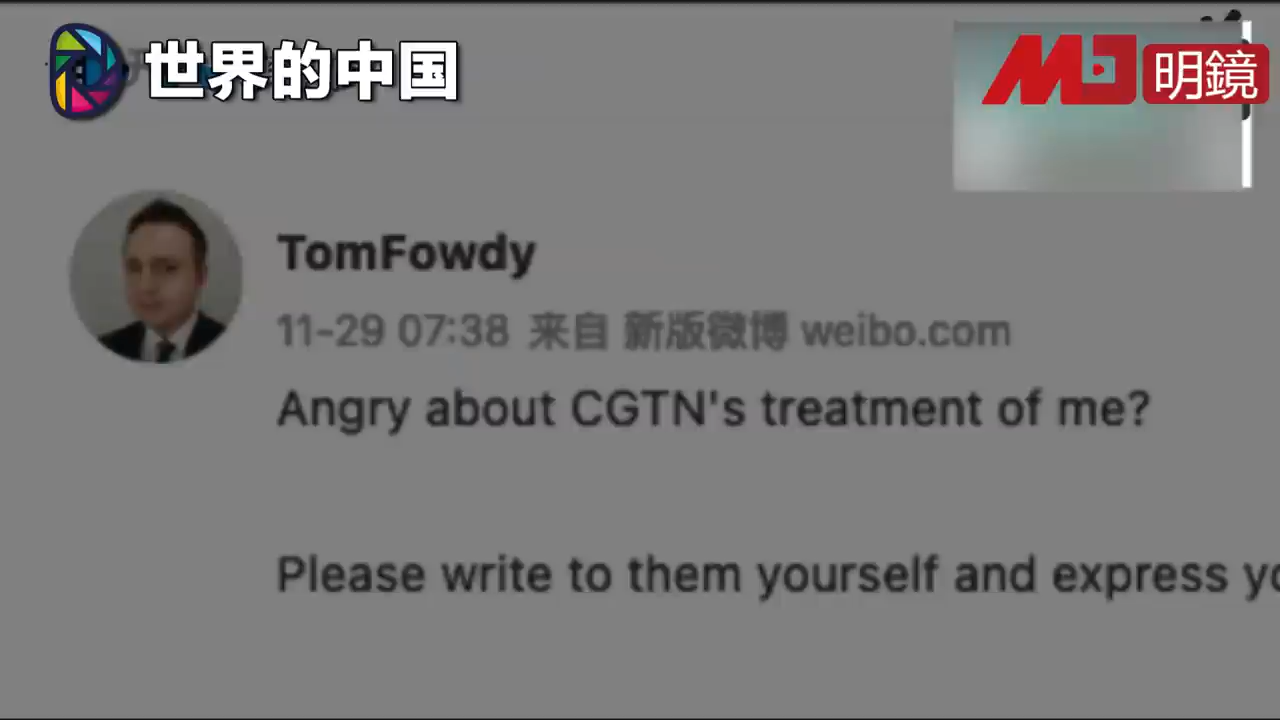 世界的中国
明鏡
TomFowdy
11-29 07:38 来自 新版微博 weibo.com
Angry about CGTN's treatment of me?
Please write to them yourself and express yo